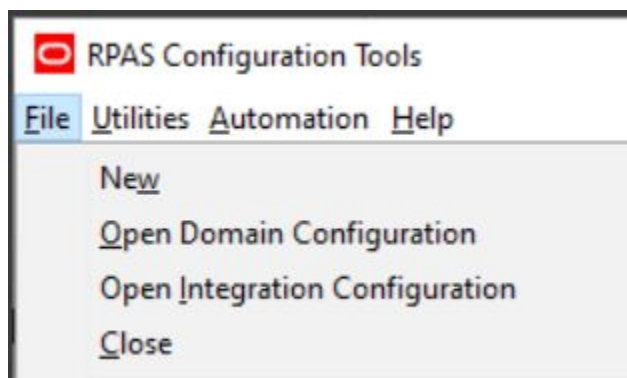 RPAS Configuration Tools
File Utilities Automation Help
New
Open Domain Configuration
Open Integration Configuration
Close